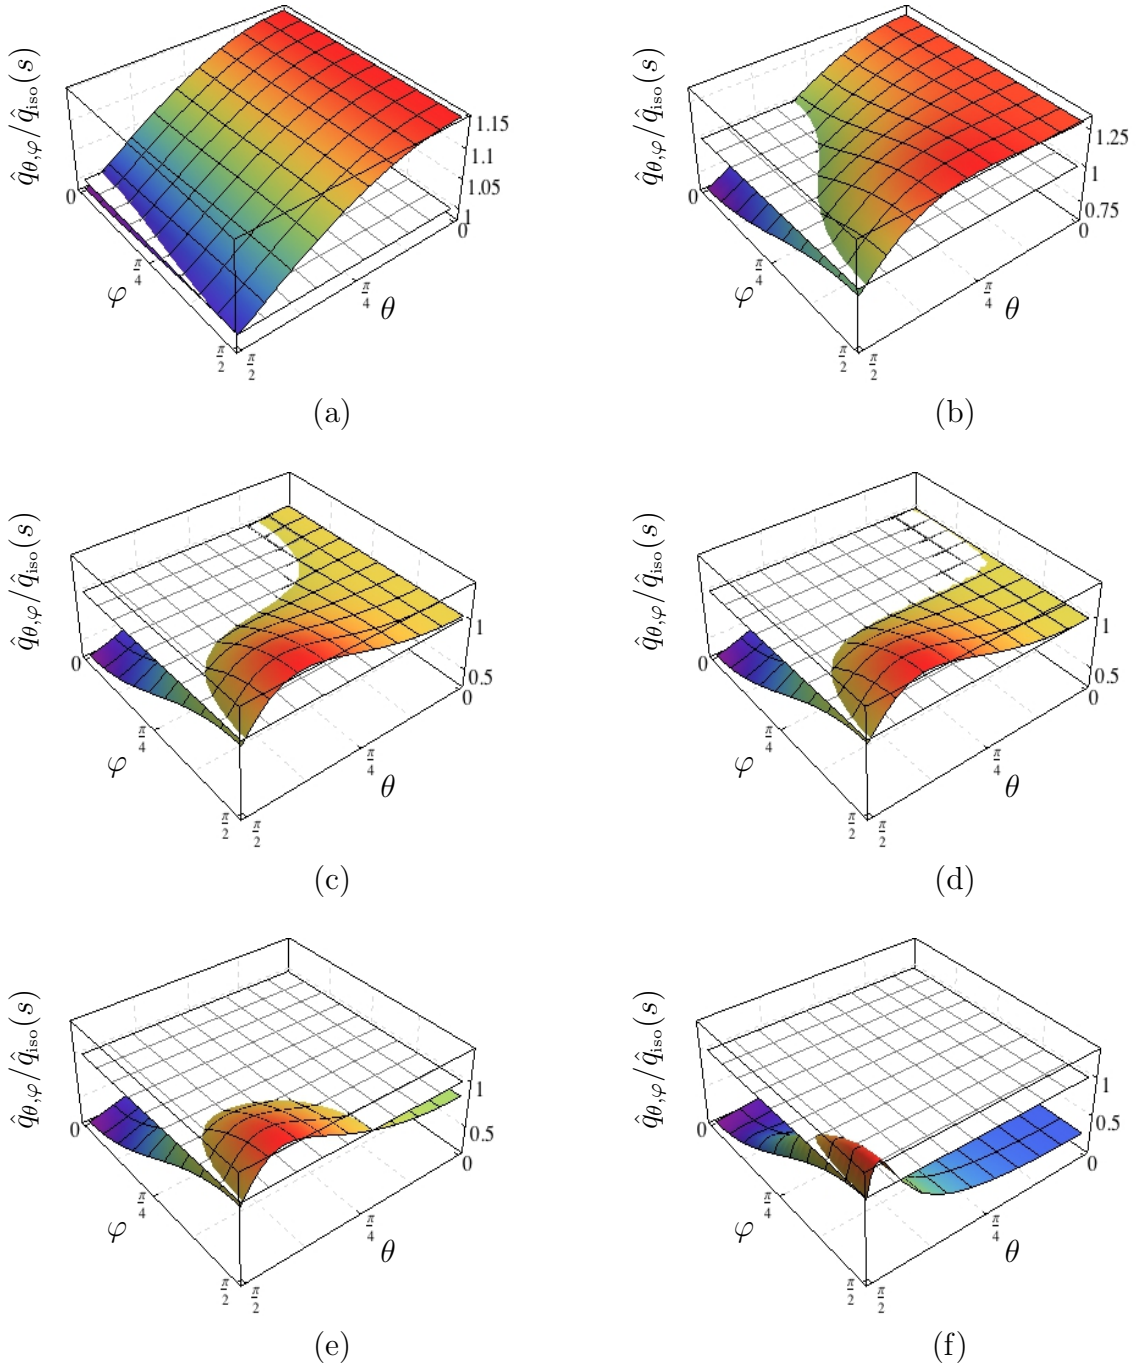 q̂θ,φ/q̂iso(s)
1.15
1.1
1.05
1
0
0
π/4
φ
π/4
θ
π/2
π/2
(a)
q̂θ,φ/q̂iso(s)
1.25
1
0.75
0
0
π/4
φ
π/4
θ
π/2
π/2
(b)
q̂θ,φ/q̂iso(s)
1
0.5
0
0
π/4
φ
π/4
θ
π/2
π/2
(c)
q̂θ,φ/q̂iso(s)
1
0.5
0
0
π/4
φ
π/4
θ
π/2
π/2
(d)
q̂θ,φ/q̂iso(s)
1
0.5
0
0
π/4
φ
π/4
θ
π/2
π/2
(e)
q̂θ,φ/q̂iso(s)
1
0.5
0
0
π/4
φ
π/4
θ
π/2
π/2
(f)